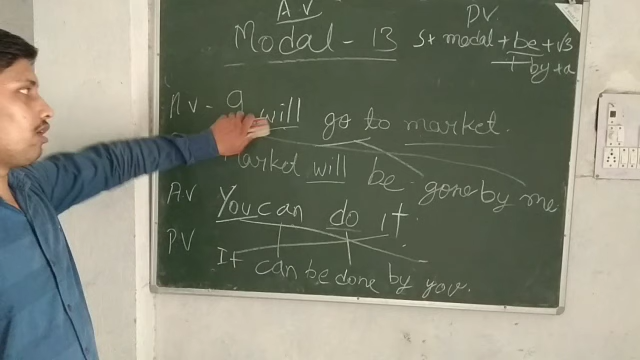 AV
PV
Modal - 13
S+ modal + be + V3
+ by + a
AV - I will go to market.
Market will be gone by me
AV You can do it.
PV It can be done by you.